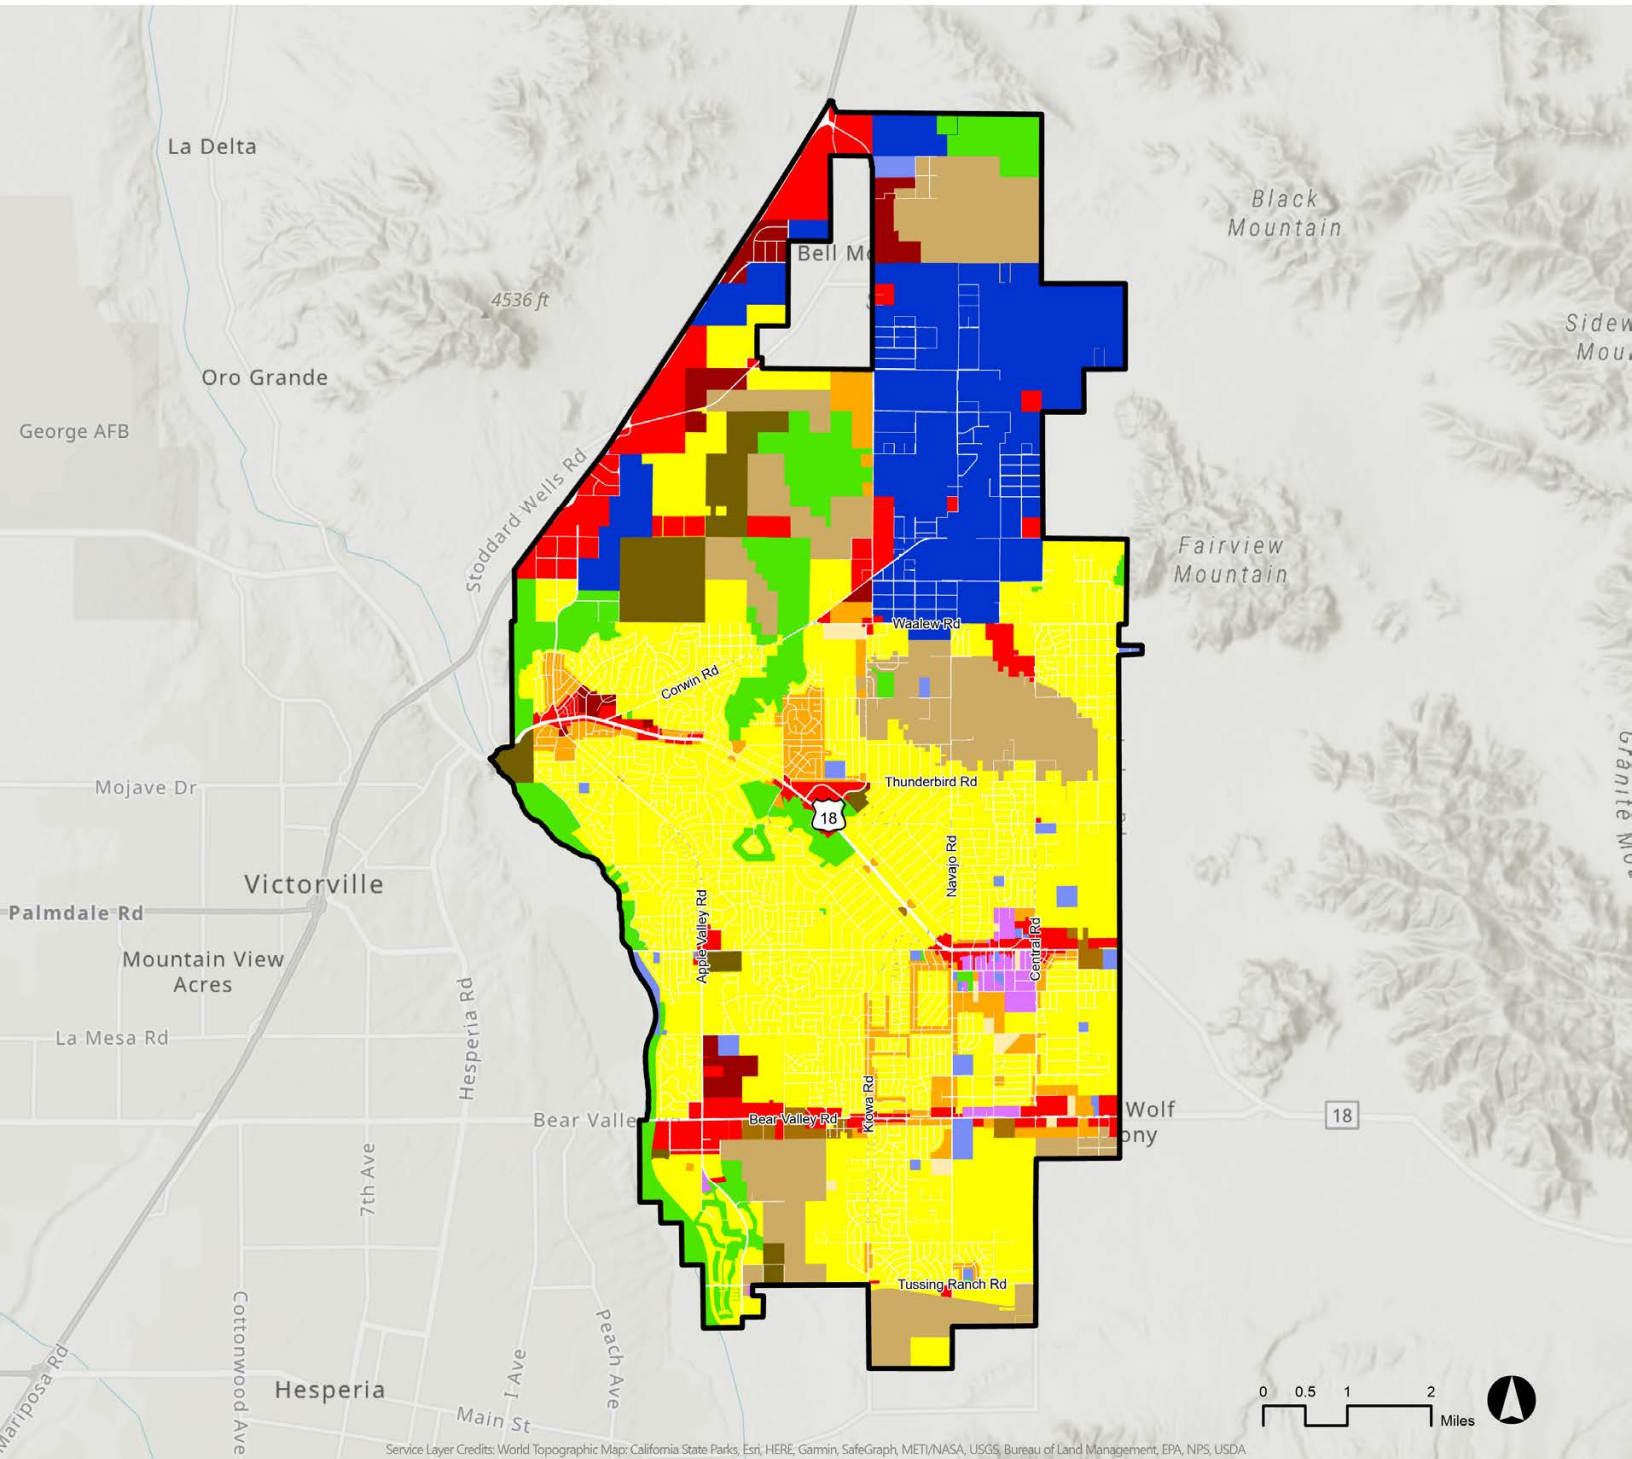 La Delta
Black
Mountain
Bell Mo
4536 ft
Sidew
Mou
Oro Grande
George AFB
Stoddard Wells Rd
Fairview
Mountain
Waalew Rd
Corwin Rd
Granite Mo
Mojave Dr
Thunderbird Rd
18
Navajo Rd
Victorville
Apple Valley Rd
Palmdale Rd
Central Rd
Mountain View
Acres
Hesperia Rd
La Mesa Rd
Kiowa Rd
Bear Valle
Bear Valley Rd
Wolf
ony
18
7th Ave
Tussing Ranch Rd
Cottonwood Ave
Peach Ave
I Ave
Mariposa Rd
Hesperia
Main St
0 0.5 1 2
Miles
Service Layer Credits: World Topographic Map: California State Parks, Esri, HERE, Garmin, SafeGraph, METI/NASA, USGS, Bureau of Land Management, EPA, NPS, USDA